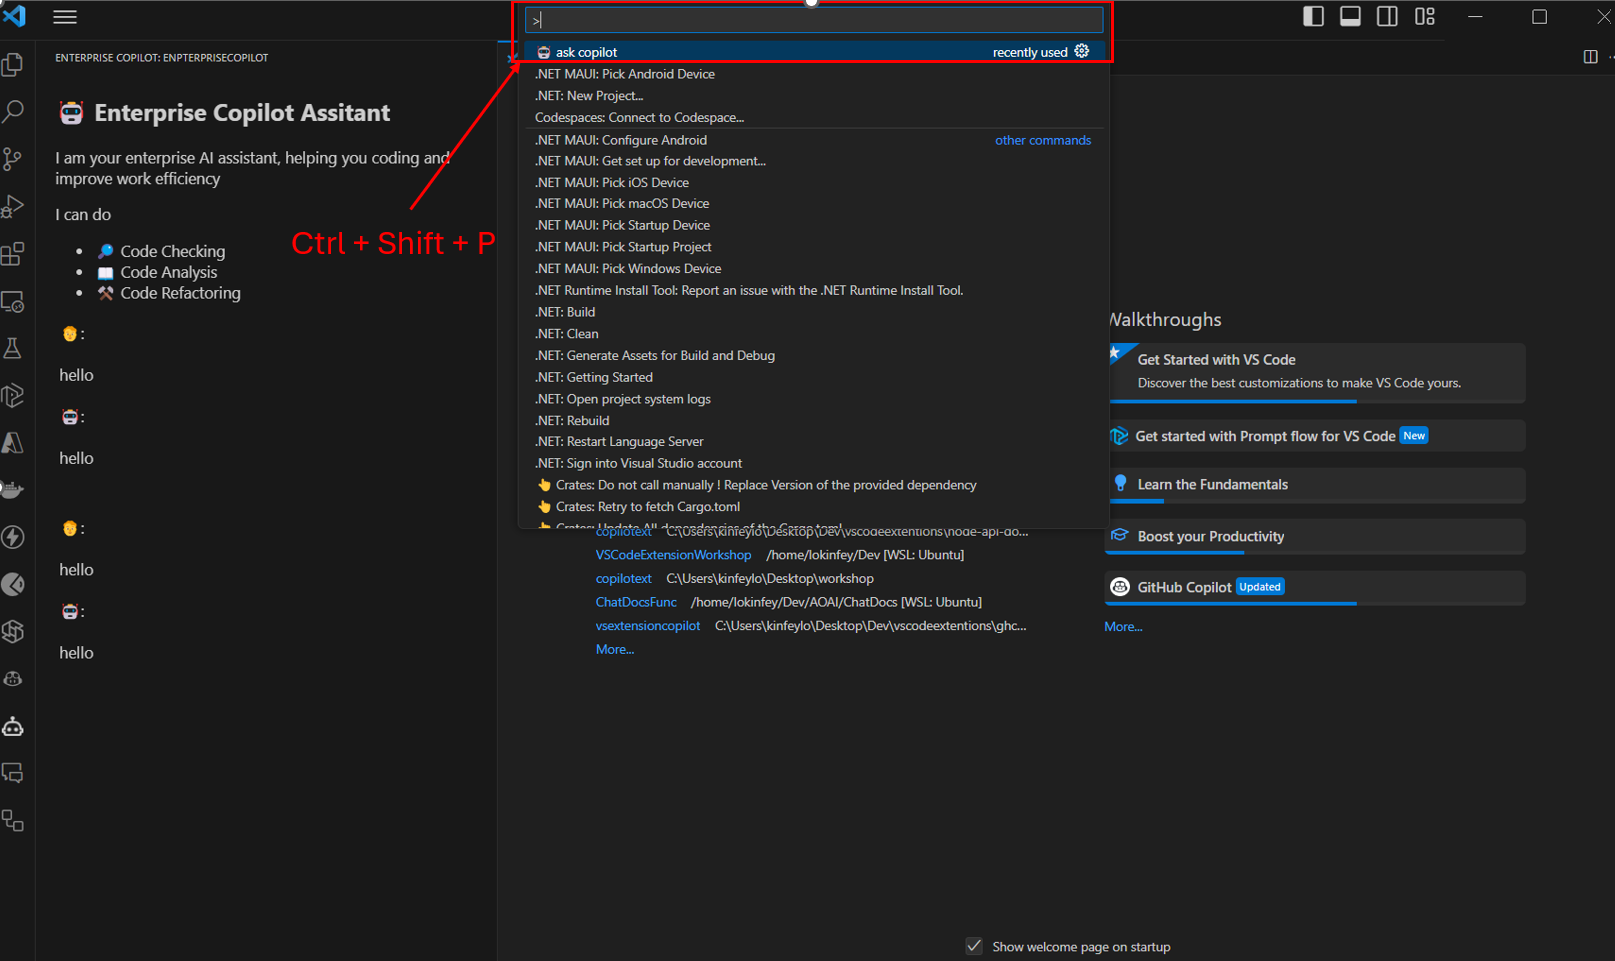 ENTERPRISE COPILOT: ENPTERPRISECOPILOT
Enterprise Copilot Assitant
I am your enterprise AI assistant, helping you coding and
improve work efficiency
I can do
• Code Checking
• Code Analysis
• Code Refactoring
:
hello
:
hello
:
hello
:
hello
Ctrl + Shift + P
>
ask copilot recently used
.NET MAUI: Pick Android Device
.NET: New Project...
Codespaces: Connect to Codespace...
.NET MAUI: Configure Android other commands
.NET MAUI: Get set up for development...
.NET MAUI: Pick iOS Device
.NET MAUI: Pick macOS Device
.NET MAUI: Pick Startup Device
.NET MAUI: Pick Startup Project
.NET MAUI: Pick Windows Device
.NET Runtime Install Tool: Report an issue with the .NET Runtime Install Tool.
.NET: Build
.NET: Clean
.NET: Generate Assets for Build and Debug
.NET: Getting Started
.NET: Open project system logs
.NET: Rebuild
.NET: Restart Language Server
.NET: Sign into Visual Studio account
Crates: Do not call manually ! Replace Version of the provided dependency
Crates: Retry to fetch Cargo.toml
Crates: Update All dependencies of the Cargo.toml
copilotext C:\Users\kinfeylo\Desktop\Dev\vscodeextentions\node-api-do...
VSCodeExtensionWorkshop /home/lokinfey/Dev [WSL: Ubuntu]
copilotext C:\Users\kinfeylo\Desktop\workshop
ChatDocsFunc /home/lokinfey/Dev/AOAI/ChatDocs [WSL: Ubuntu]
vsextensioncopilot C:\Users\kinfeylo\Desktop\Dev\vscodeextentions\ghc...
More...
Walkthroughs
Get Started with VS Code
Discover the best customizations to make VS Code yours.
Get started with Prompt flow for VS Code New
Learn the Fundamentals
Boost your Productivity
GitHub Copilot Updated
More...
Show welcome page on startup